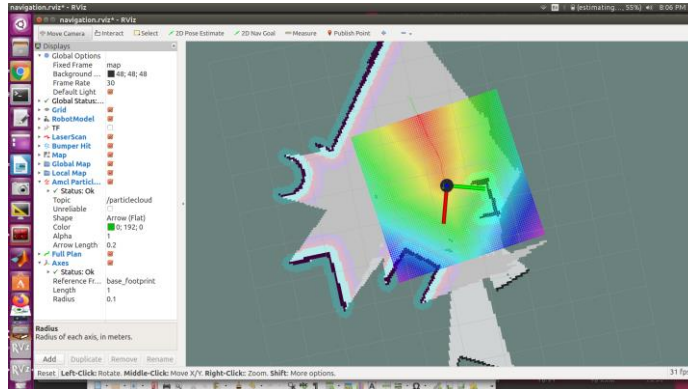 navigation.rviz* - RViz
(estimating..., 55%) 8:06 PM
navigation.rviz* - RViz
Move Camera Interact Select 2D Pose Estimate 2D Nav Goal Measure Publish Point
Displays
Global Options
Fixed Frame map
Background ... 48; 48; 48
Frame Rate 30
Default Light
Global Status:...
Grid
RobotModel
TF
LaserScan
Bumper Hit
Map
Global Map
Local Map
Amcl Particl...
Status: Ok
Topic /particlecloud
Unreliable
Shape Arrow (Flat)
Color 0; 192; 0
Alpha 1
Arrow Length 0.2
Full Plan
Axes
Status: Ok
Reference Fr... base_footprint
Length 1
Radius 0.1
Radius
Radius of each axis, in meters.
Add Duplicate Remove Rename
Reset Left-Click: Rotate. Middle-Click: Move X/Y. Right-Click: Zoom. Shift: More options. 31 fps